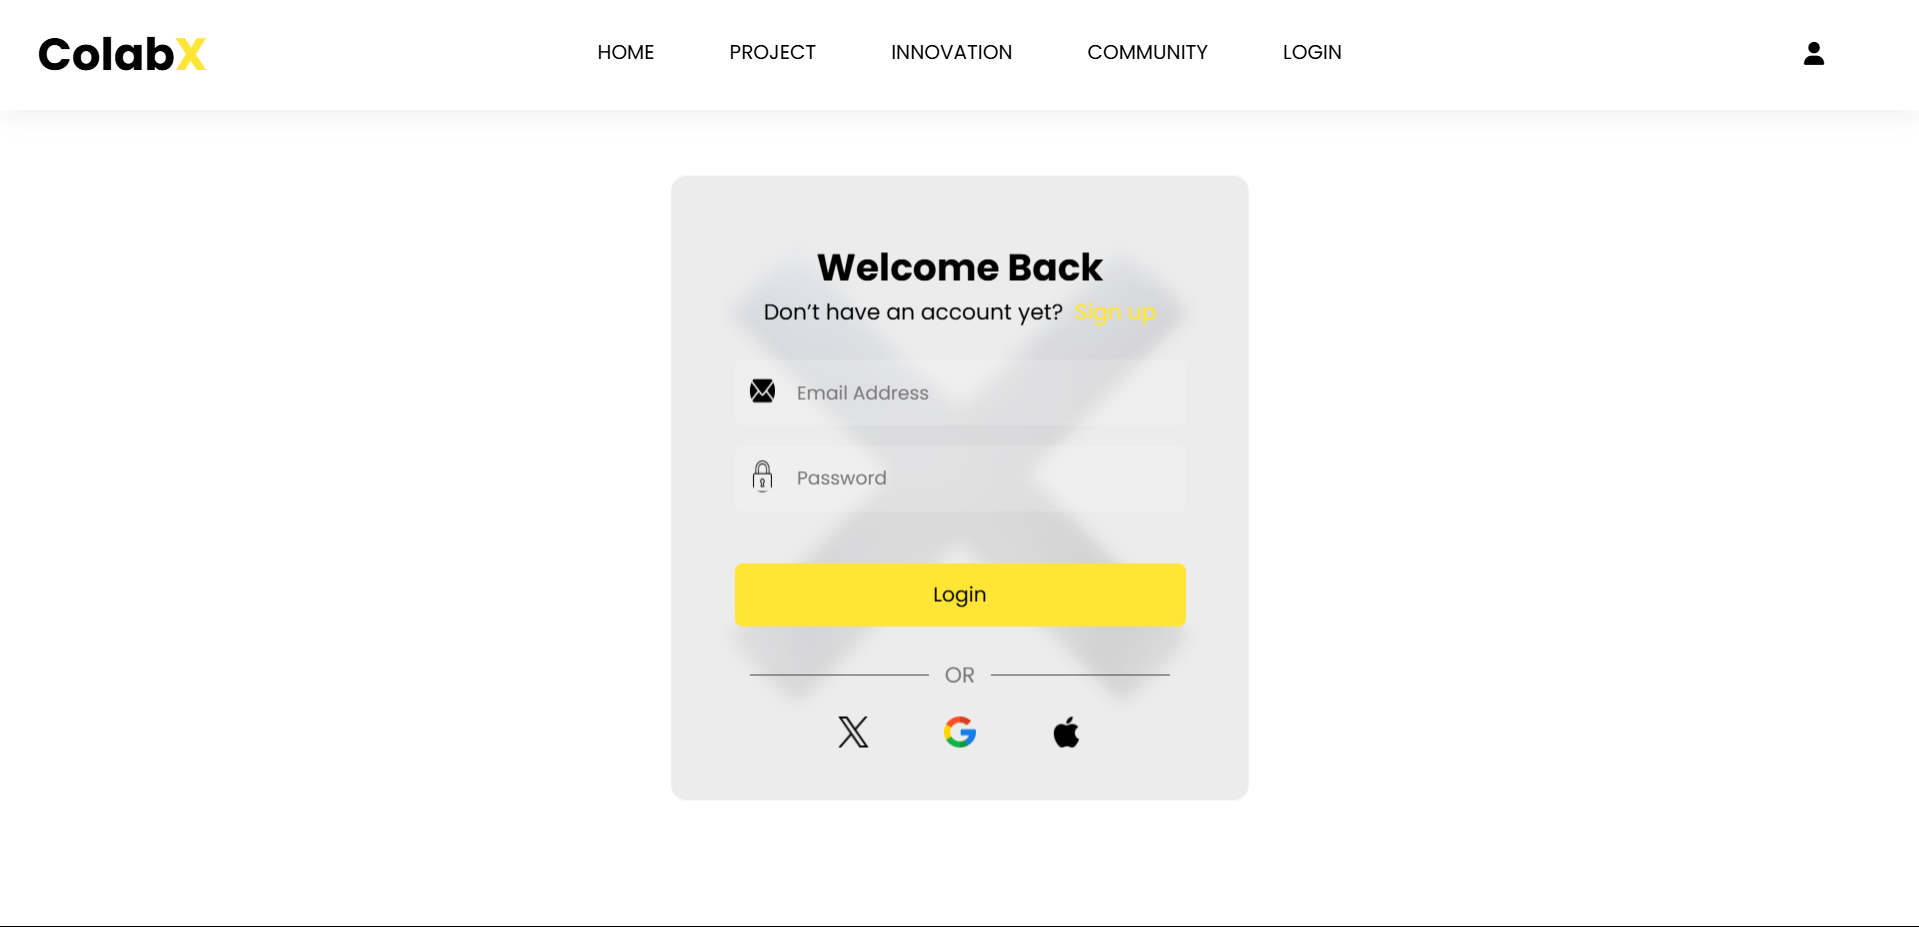 ColabX
HOME PROJECT INNOVATION COMMUNITY LOGIN
Welcome Back
Don’t have an account yet? Sign up
Email Address
Password
Login
OR